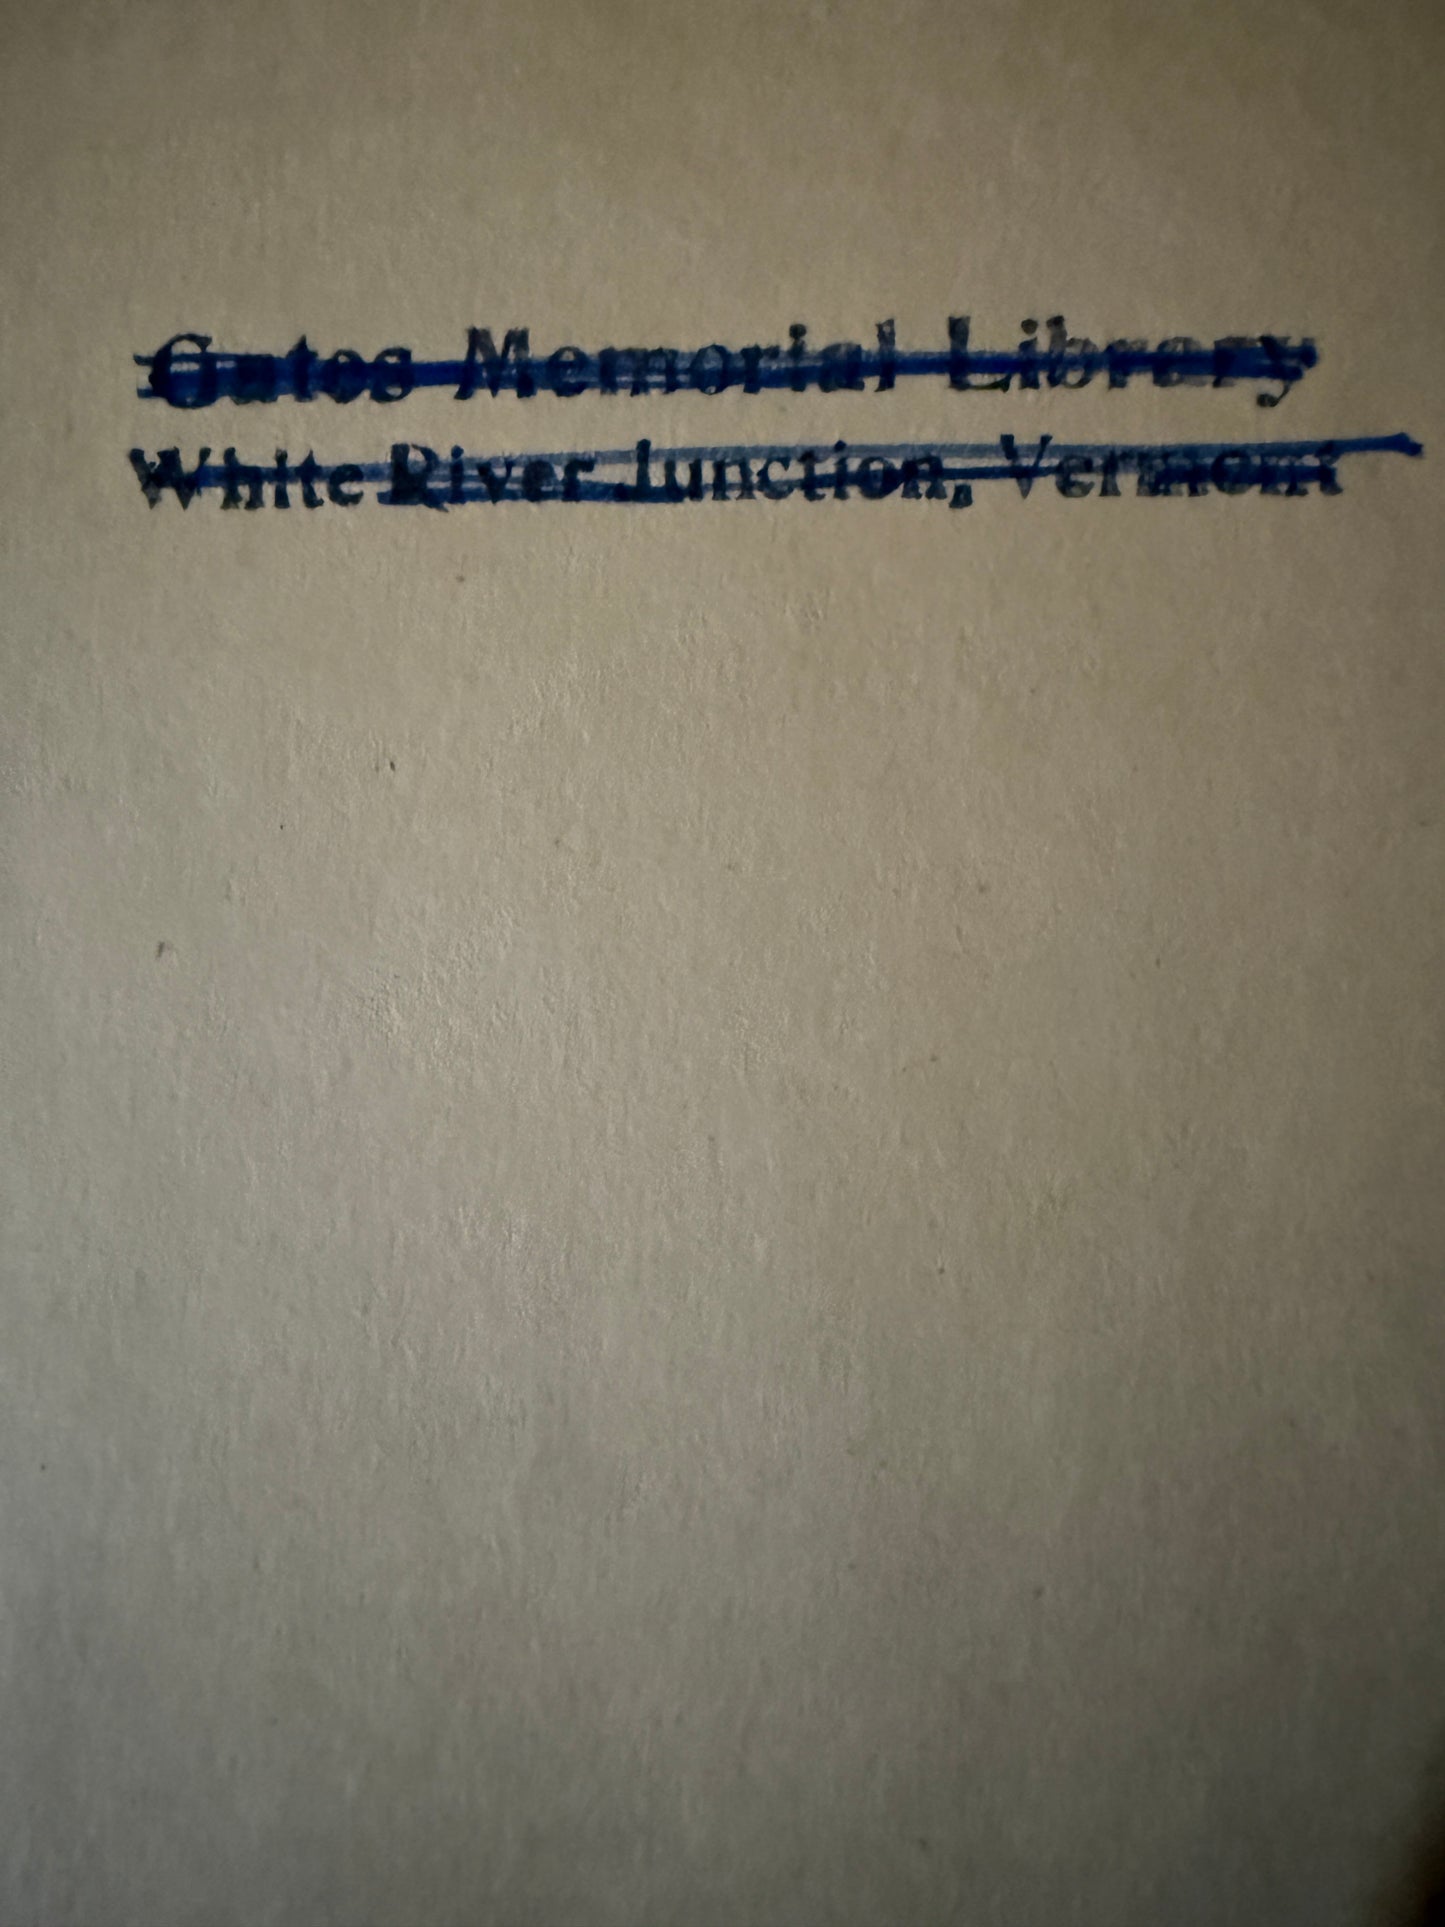 Gates Memorial Library
White River Junction, Vermont